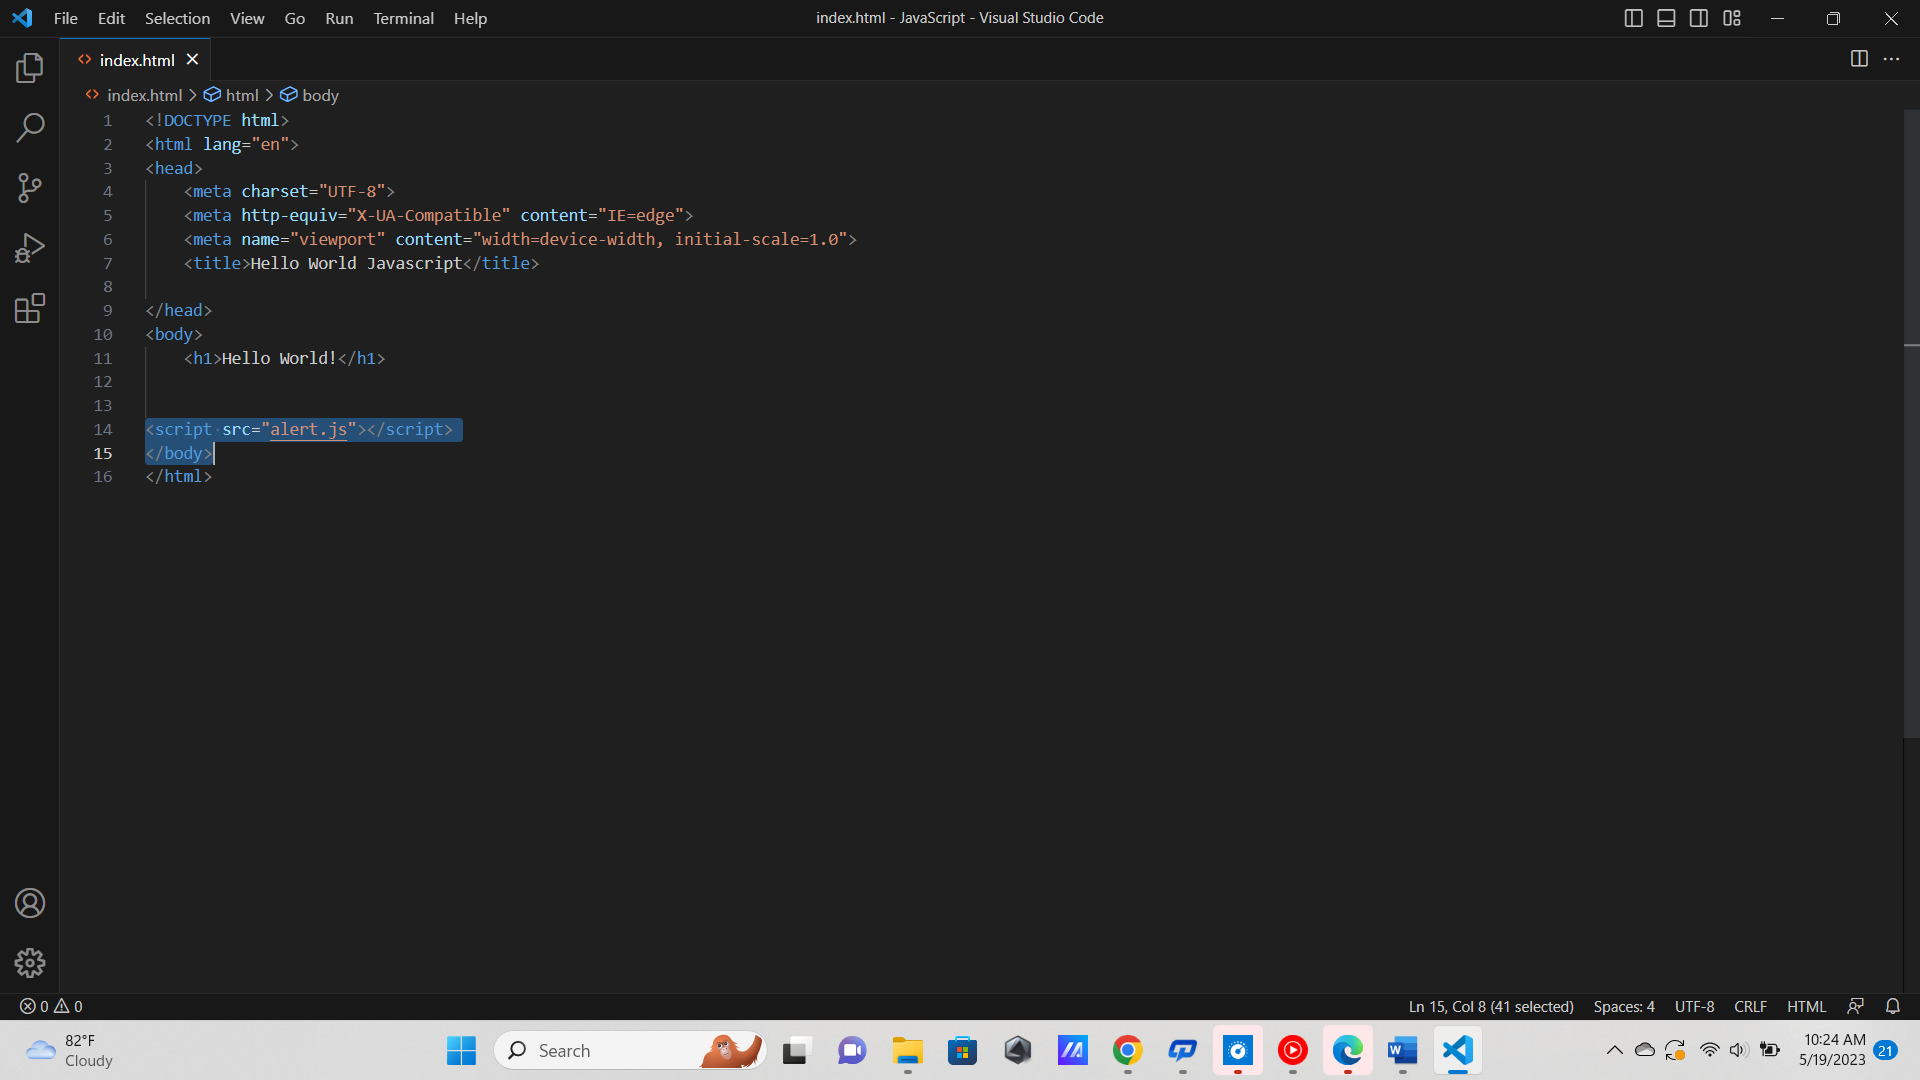 File Edit Selection View Go Run Terminal Help
index.html - JavaScript - Visual Studio Code
index.html
index.html > html > body
1 <!DOCTYPE html>
2 <html lang="en">
3 <head>
4 <meta charset="UTF-8">
5 <meta http-equiv="X-UA-Compatible" content="IE=edge">
6 <meta name="viewport" content="width=device-width, initial-scale=1.0">
7 <title>Hello World Javascript</title>
8
9 </head>
10 <body>
11 <h1>Hello World!</h1>
12
13
14 <script src="alert.js"></script>
15 </body>
16 </html>
0 0
Ln 15, Col 8 (41 selected) Spaces: 4 UTF-8 CRLF HTML
82°F
Cloudy
Search
10:24 AM
5/19/2023
21